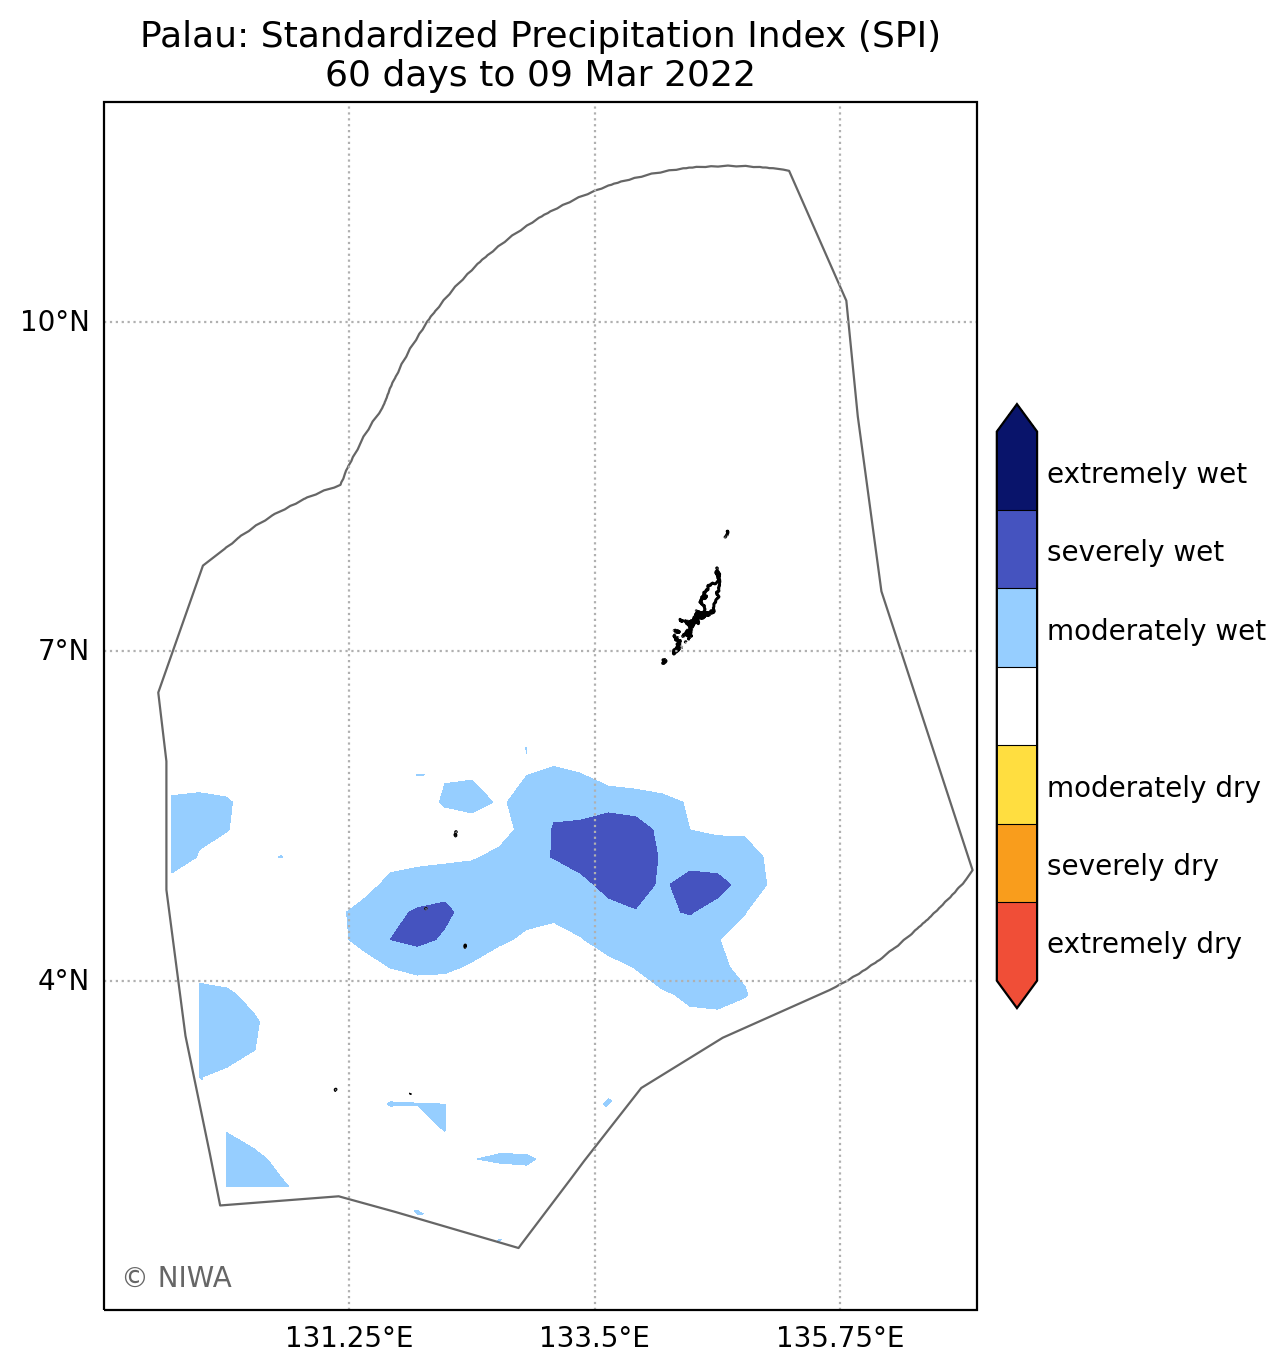 Palau: Standardized Precipitation Index (SPI)
60 days to 09 Mar 2022
10°N
7°N
4°N
131.25°E
133.5°E
135.75°E
extremely wet
severely wet
moderately wet
moderately dry
severely dry
extremely dry
© NIWA